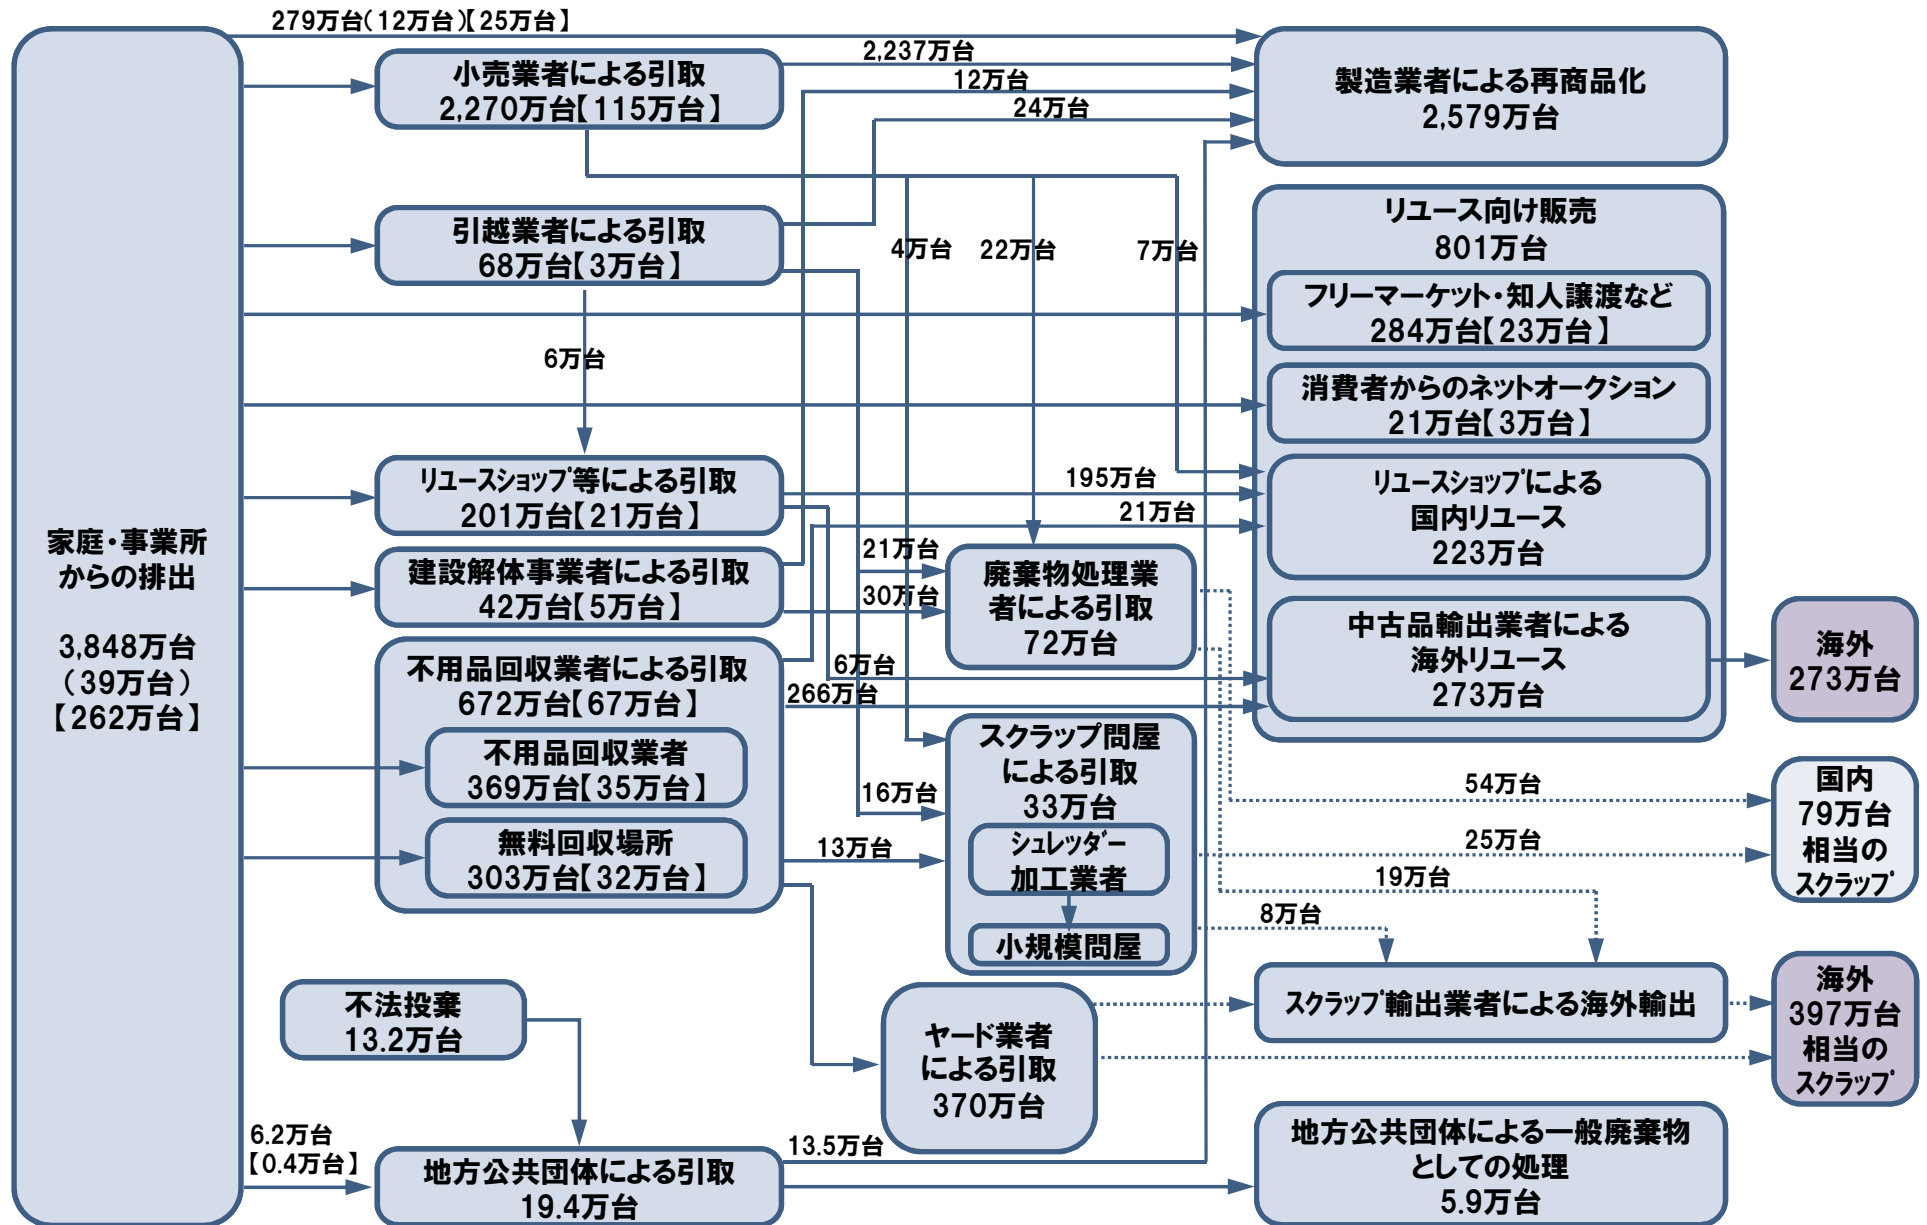 279万台(12万台)【25万台】
家庭・事業所
からの排出
3,848万台
(39万台)
【262万台】
小売業者による引取
2,270万台【115万台】
2,237万台
12万台
24万台
製造業者による再商品化
2,579万台
引越業者による引取
68万台【3万台】
4万台
22万台
7万台
6万台
リユース向け販売
801万台
フリーマーケット・知人譲渡など
284万台【23万台】
消費者からのネットオークション
21万台【3万台】
リユースショップ等による引取
201万台【21万台】
195万台
21万台
リユースショップによる
国内リユース
223万台
建設解体事業者による引取
42万台【5万台】
21万台
30万台
廃棄物処理業
者による引取
72万台
中古品輸出業者による
海外リユース
273万台
海外
273万台
不用品回収業者による引取
672万台【67万台】
6万台
266万台
不用品回収業者
369万台【35万台】
無料回収場所
303万台【32万台】
16万台
13万台
スクラップ問屋
による引取
33万台
シュレッダー
加工業者
小規模問屋
54万台
25万台
19万台
8万台
国内
79万台
相当の
スクラップ
不法投棄
13.2万台
ヤード業者
による引取
370万台
スクラップ輸出業者による海外輸出
海外
397万台
相当の
スクラップ
6.2万台
【0.4万台】
地方公共団体による引取
19.4万台
13.5万台
地方公共団体による一般廃棄物
としての処理
5.9万台